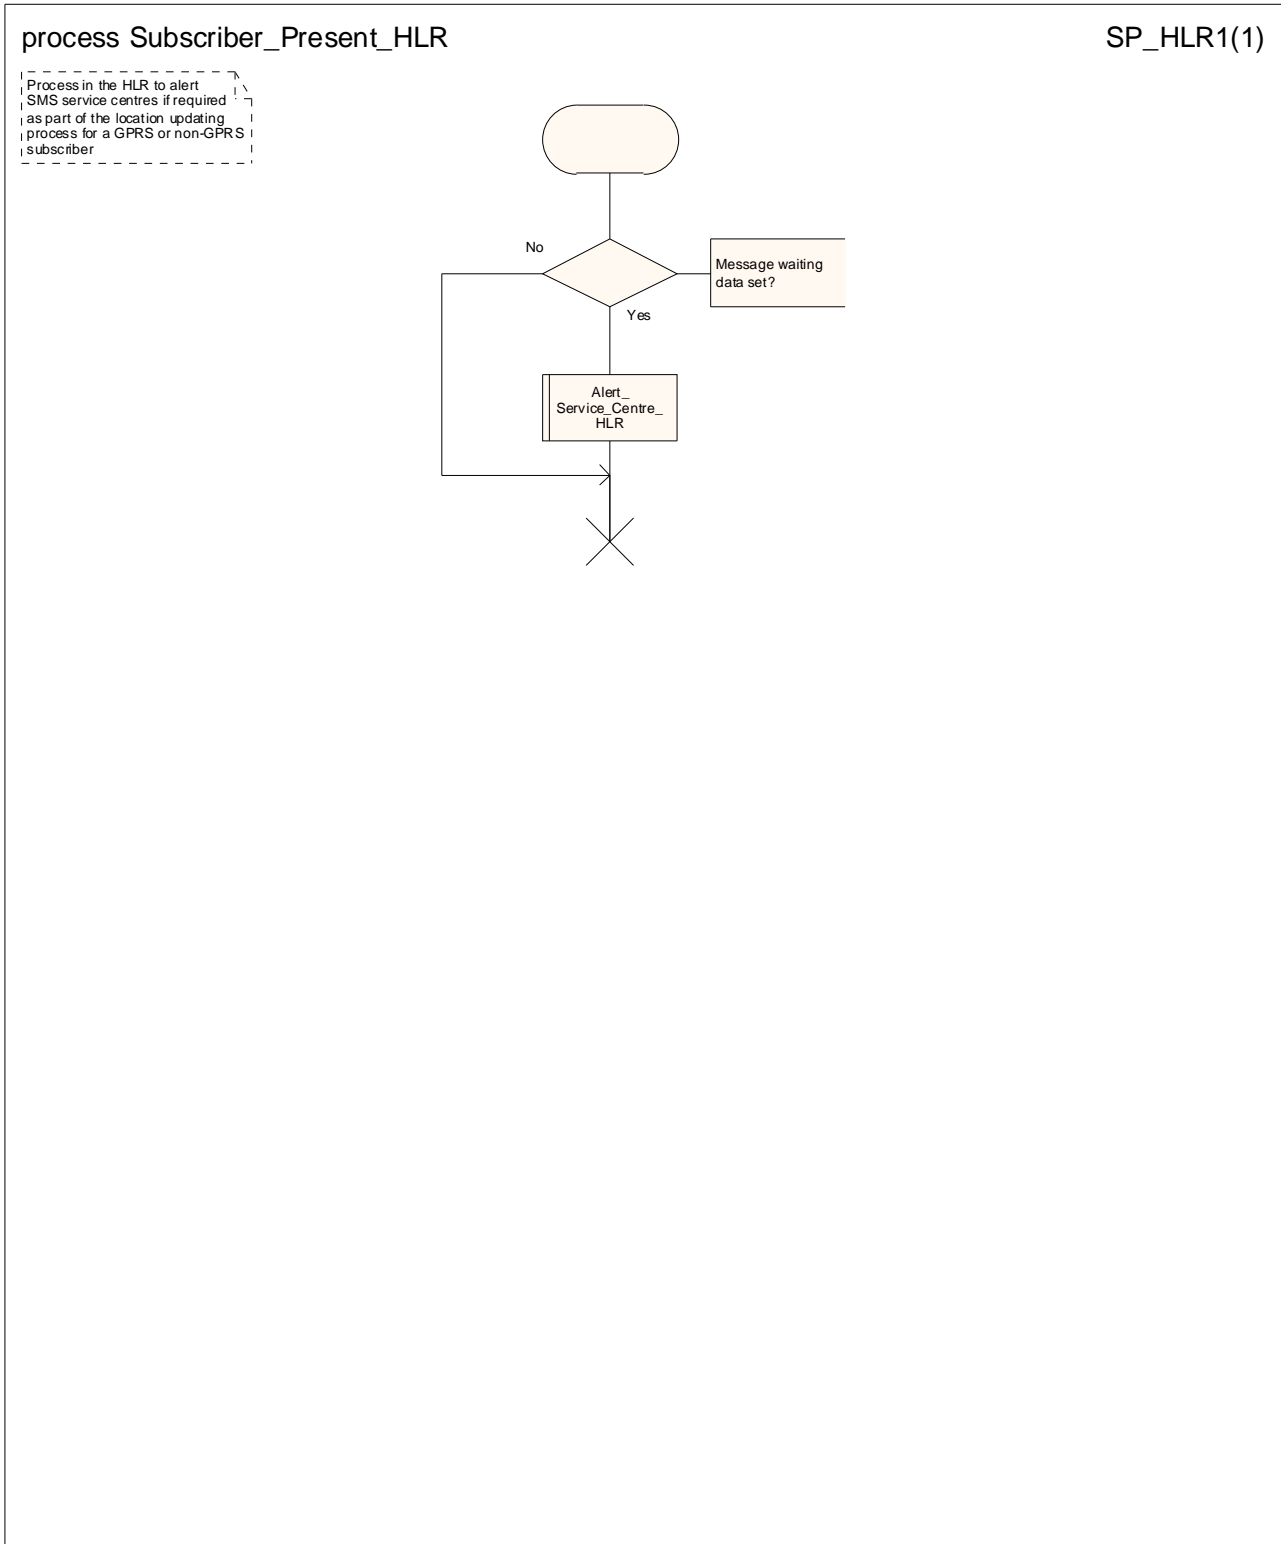 process Subscriber_Present_HLR
SP_HLR1(1)
Process in the HLR to alert
SMS service centres if required
as part of the location updating
process for a GPRS or non-GPRS
subscriber
No
Message waiting
data set?
Yes
Alert_
Service_Centre_
HLR